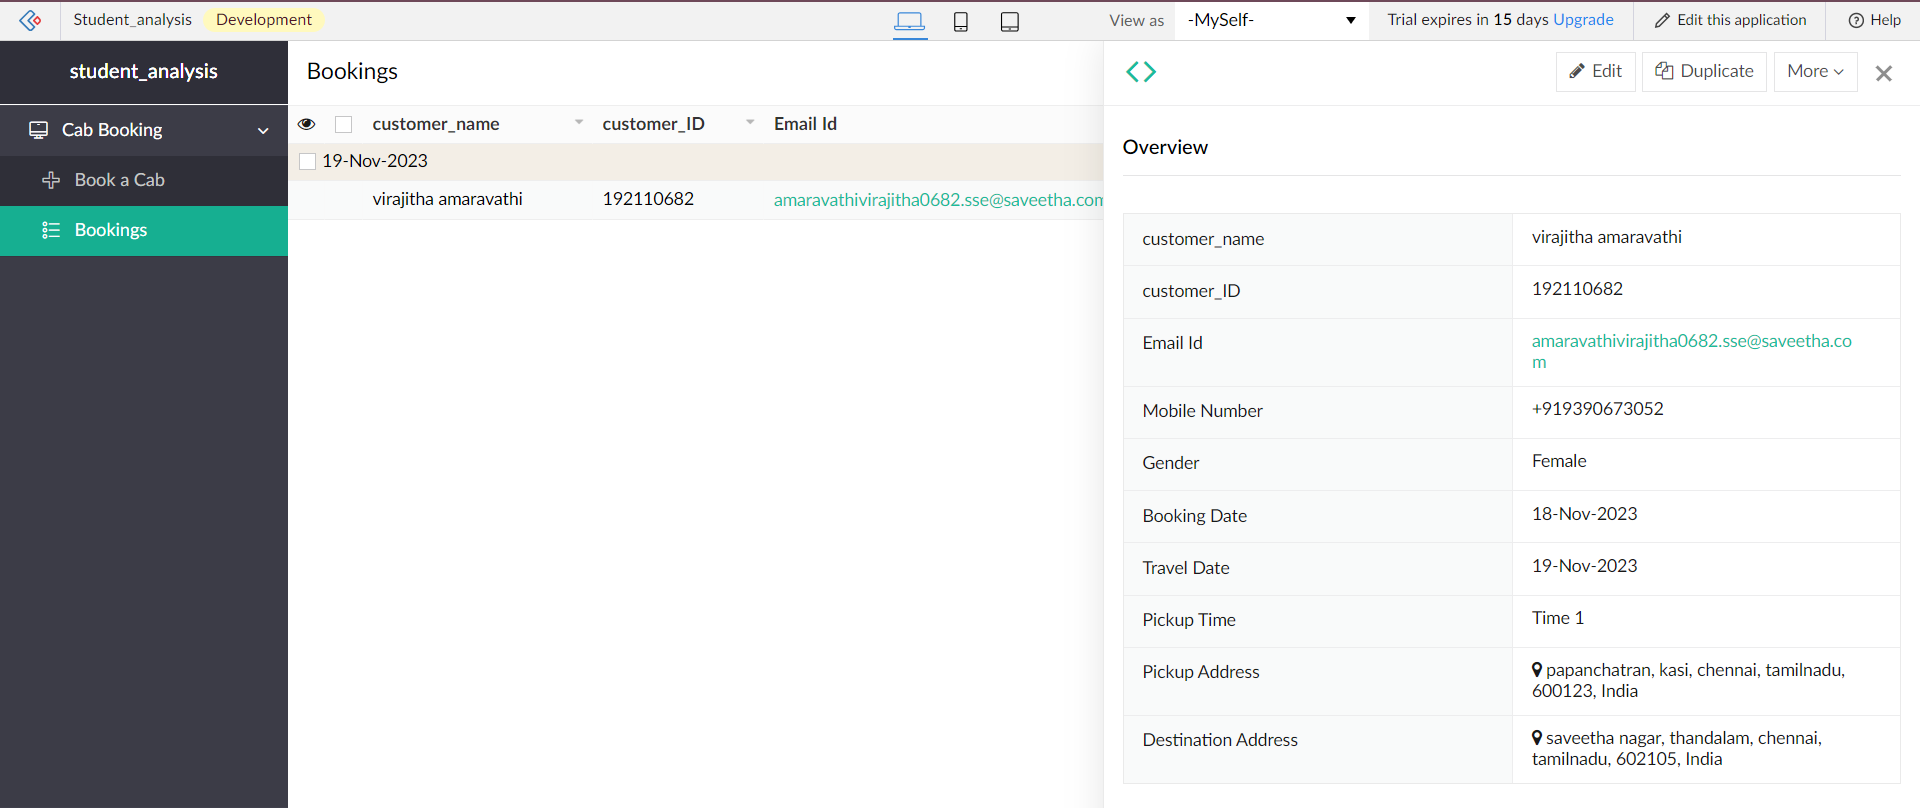 Student_analysis Development View as -MySelf- Trial expires in 15 days Upgrade Edit this application Help
student_analysis
Cab Booking
Book a Cab
Bookings
Bookings
customer_name customer_ID Email Id
19-Nov-2023
virajitha amaravathi 192110682 amaravathivirajitha0682.sse@saveetha.com
Edit Duplicate More
Overview
customer_name virajitha amaravathi
customer_ID 192110682
Email Id amaravathivirajitha0682.sse@saveetha.co
m
Mobile Number +919390673052
Gender Female
Booking Date 18-Nov-2023
Travel Date 19-Nov-2023
Pickup Time Time 1
Pickup Address papanchatran, kasi, chennai, tamilnadu,
600123, India
Destination Address saveetha nagar, thandalam, chennai,
tamilnadu, 602105, India